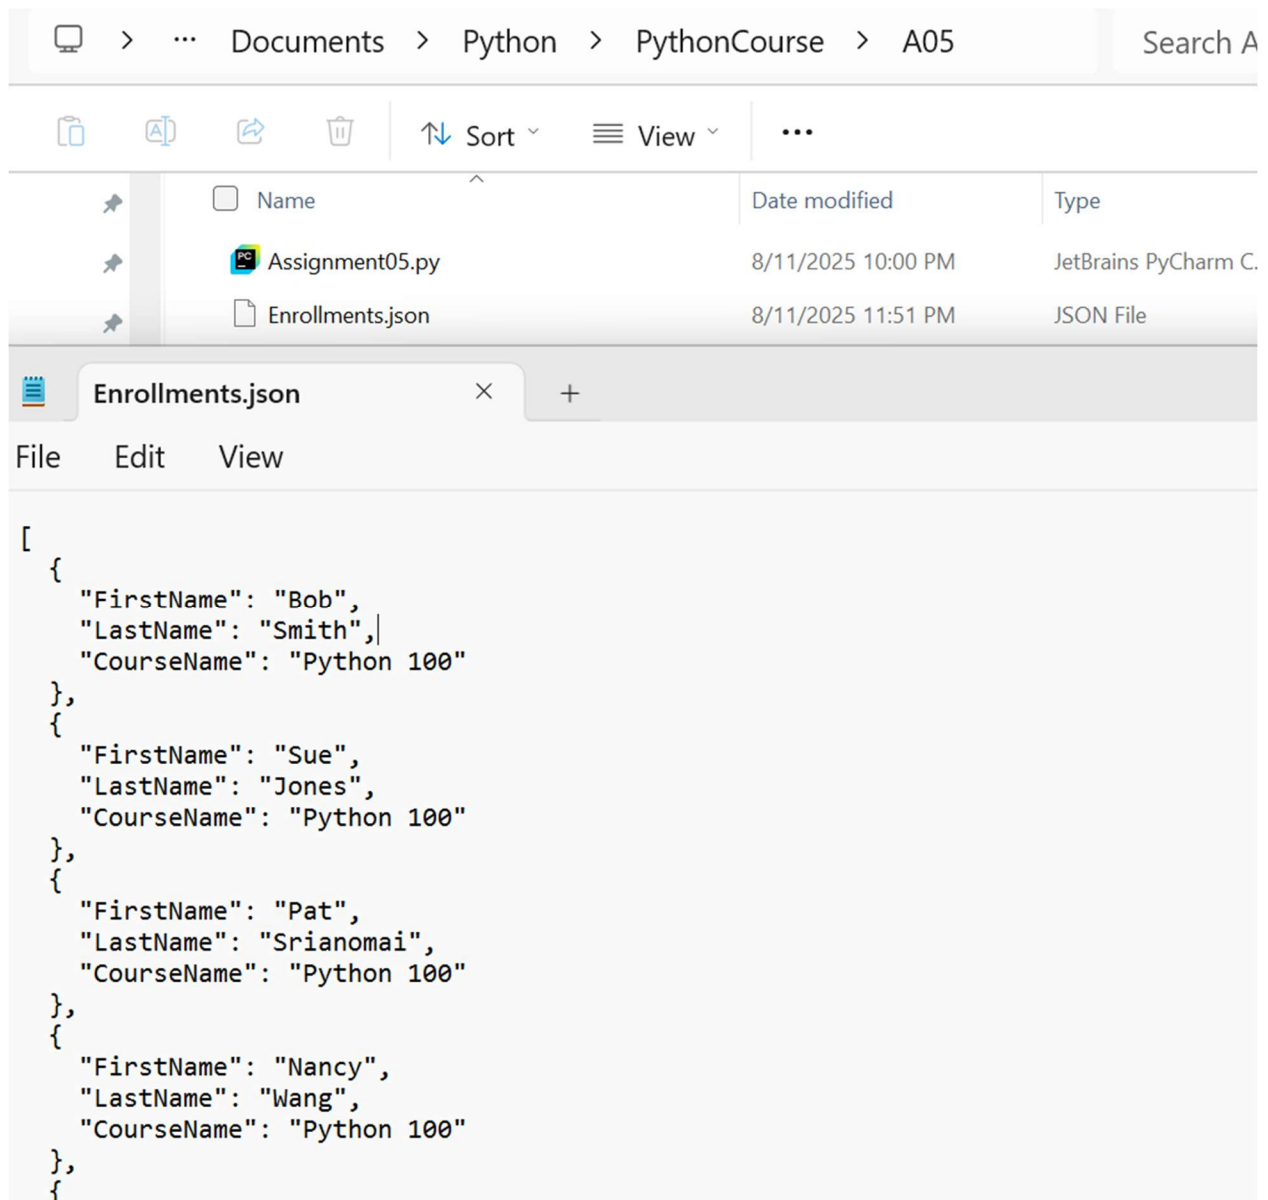 Documents > Python > PythonCourse > A05 Search A
Sort View
Name Date modified Type
PC Assignment05.py 8/11/2025 10:00 PM JetBrains PyCharm C.
Enrollments.json 8/11/2025 11:51 PM JSON File
Enrollments.json
File Edit View
[
{
"FirstName": "Bob",
"LastName": "Smith",
"CourseName": "Python 100"
},
{
"FirstName": "Sue",
"LastName": "Jones",
"CourseName": "Python 100"
},
{
"FirstName": "Pat",
"LastName": "Srianomai",
"CourseName": "Python 100"
},
{
"FirstName": "Nancy",
"LastName": "Wang",
"CourseName": "Python 100"
},
{